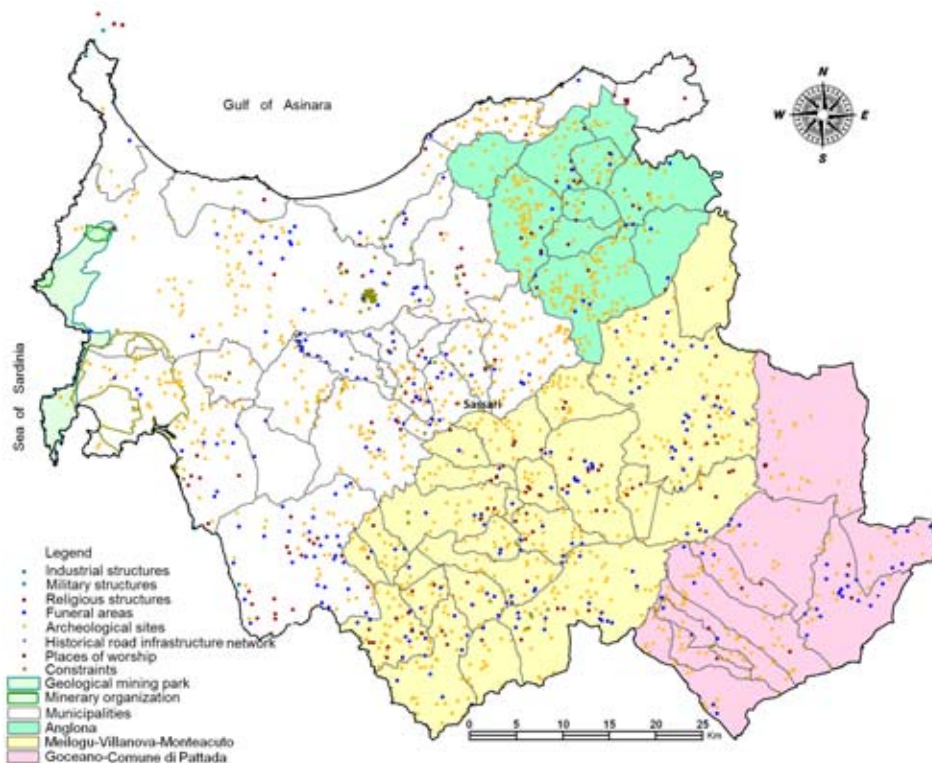 Gulf of Asinara
N
W E
S
Sea of Sardinia
Sassari
Legend
Industrial structures
Military structures
Religious structures
Funeral areas
Archeological sites
Historical road infrastructure network
Places of worship
Constraints
Geological mining park
Minerary organization
Municipalities
Anglona
Meilogu-Villanova-Monteacuto
Goceano-Comune di Pattada
0 5 10 15 20 25
Km